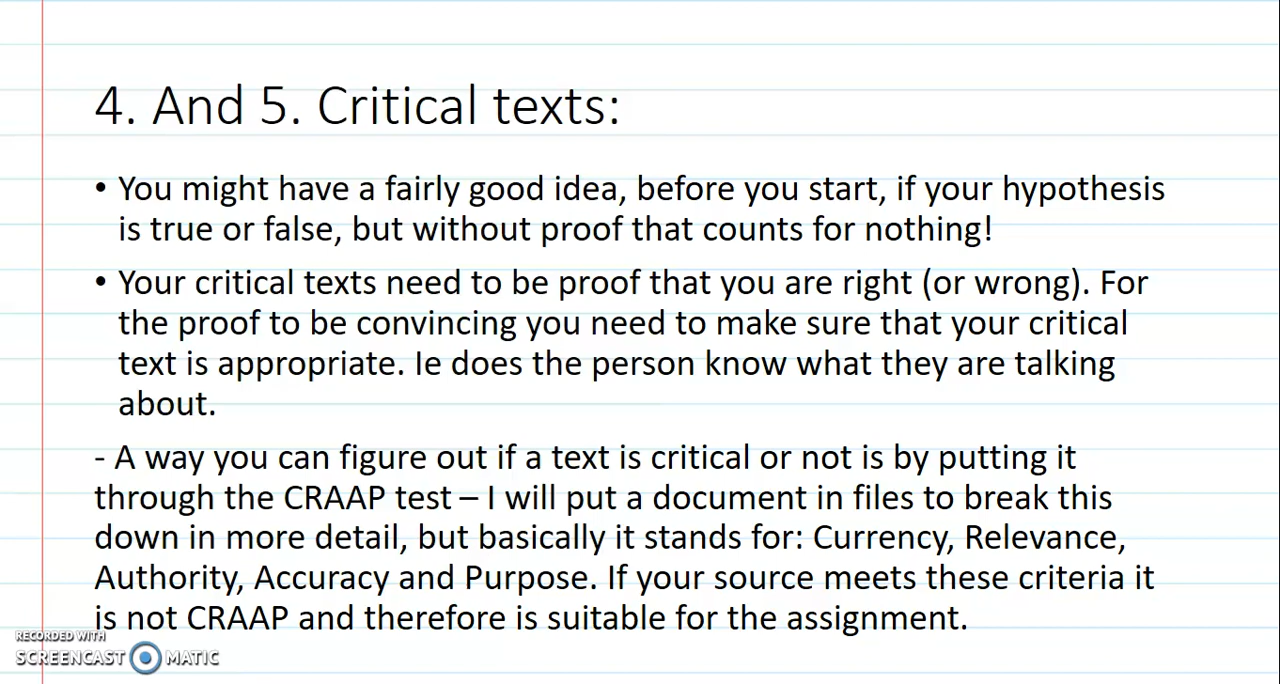 4. And 5. Critical texts:
• You might have a fairly good idea, before you start, if your hypothesis
is true or false, but without proof that counts for nothing!
• Your critical texts need to be proof that you are right (or wrong). For
the proof to be convincing you need to make sure that your critical
text is appropriate. Ie does the person know what they are talking
about.
- A way you can figure out if a text is critical or not is by putting it
through the CRAAP test – I will put a document in files to break this
down in more detail, but basically it stands for: Currency, Relevance,
Authority, Accuracy and Purpose. If your source meets these criteria it
is not CRAAP and therefore is suitable for the assignment.
RECORDED WITH
SCREENCAST MATIC